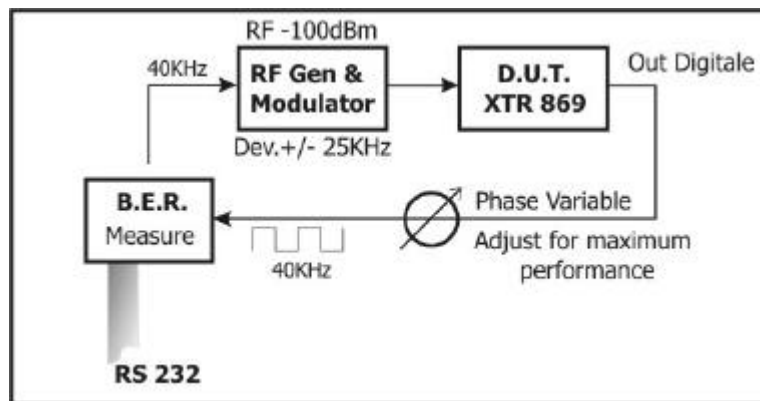 RF -100dBm
40KHz
RF Gen &
Modulator
Dev.+/- 25KHz
D.U.T.
XTR 869
Out Digitale
B.E.R.
Measure
40KHz
Phase Variable
Adjust for maximum
performance
RS 232